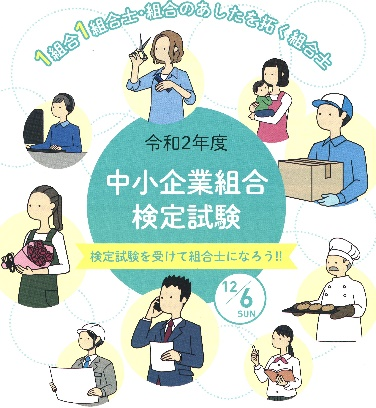 1組合1組合士・組合のあしたを拓く組合士
令和2年度
中小企業組合
検定試験
検定試験を受けて組合士になろう!!
12/6
SUN